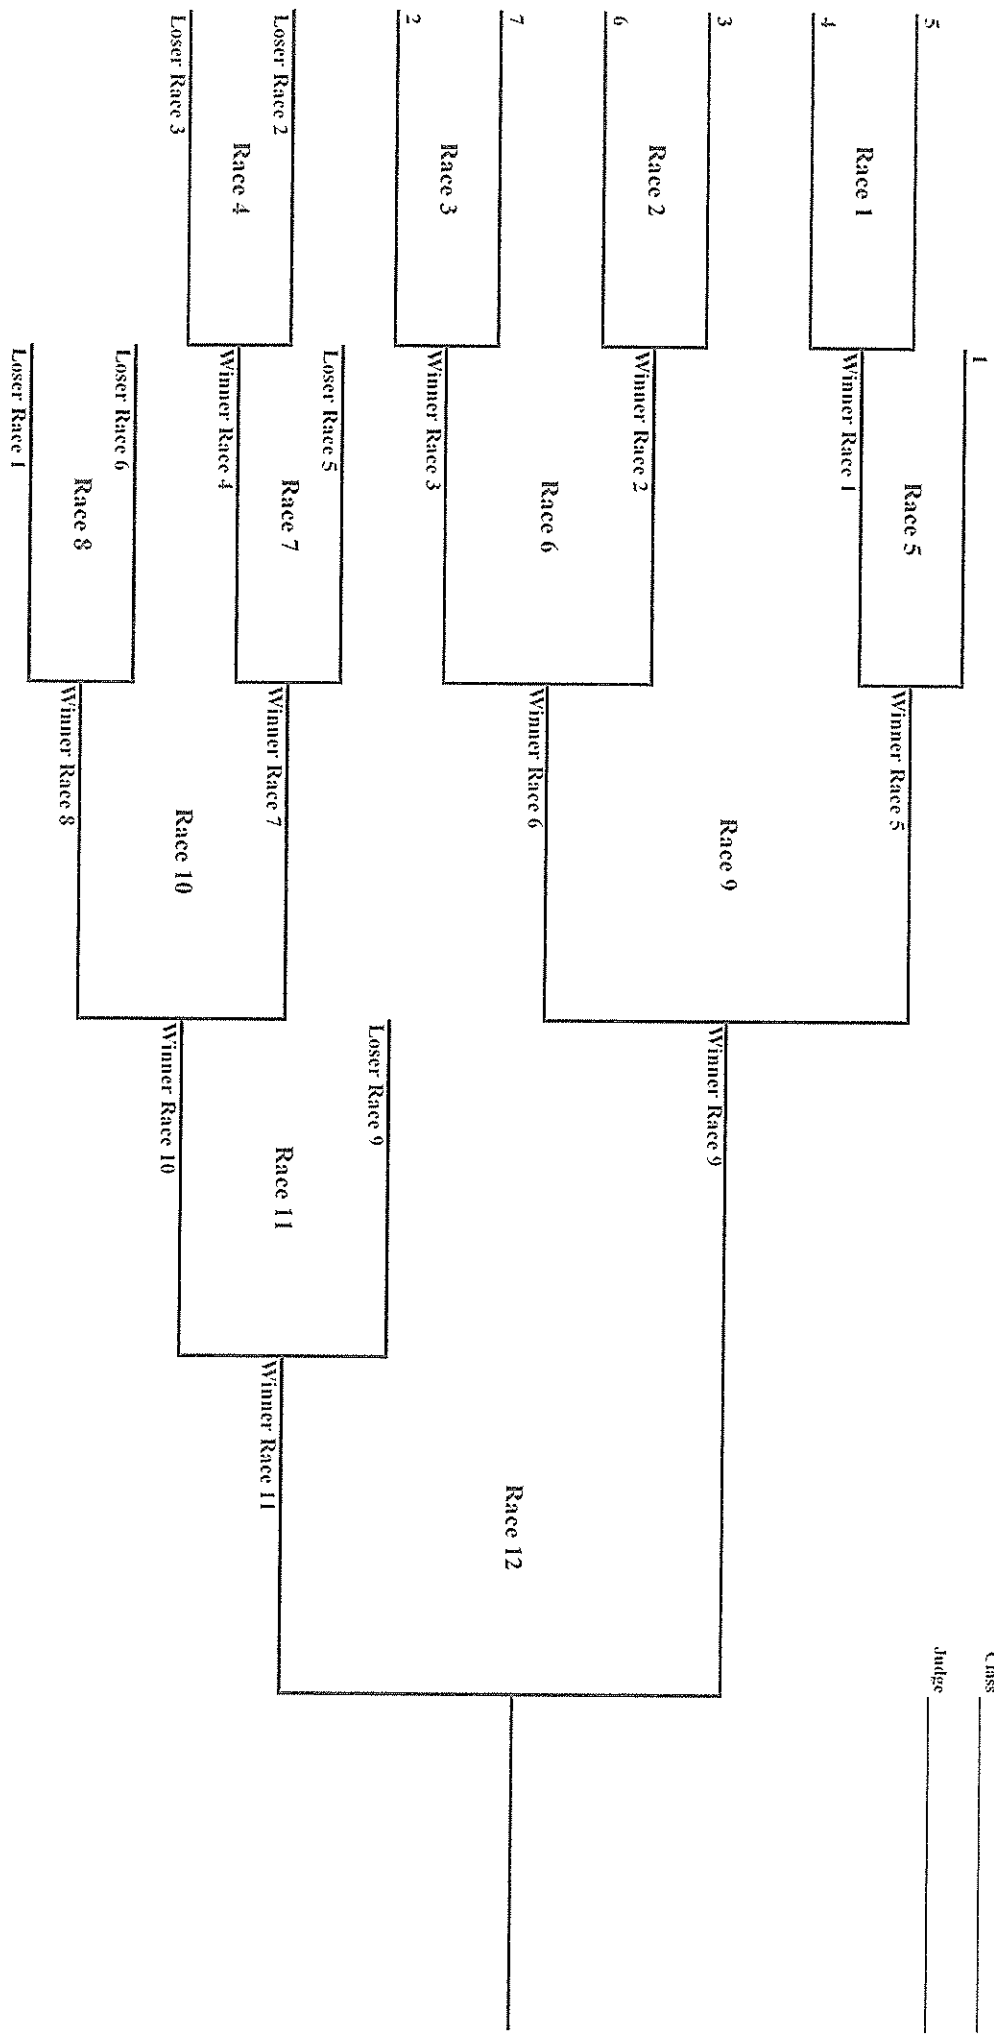 Class
1
Judge
5
Race 5
Winner Race 5
Race 1
Winner Race 1
4
Race 9
3
Winner Race 9
Race 2
Winner Race 2
6
Race 6
Winner Race 6
7
Race 12
Race 3
Winner Race 3
2
Loser Race 9
Loser Race 5
Race 7
Race 11
Loser Race 2
Winner Race 7
Winner Race 11
Race 4
Winner Race 4
Race 10
Loser Race 3
Winner Race 10
Loser Race 6
Race 8
Winner Race 8
Loser Race 1